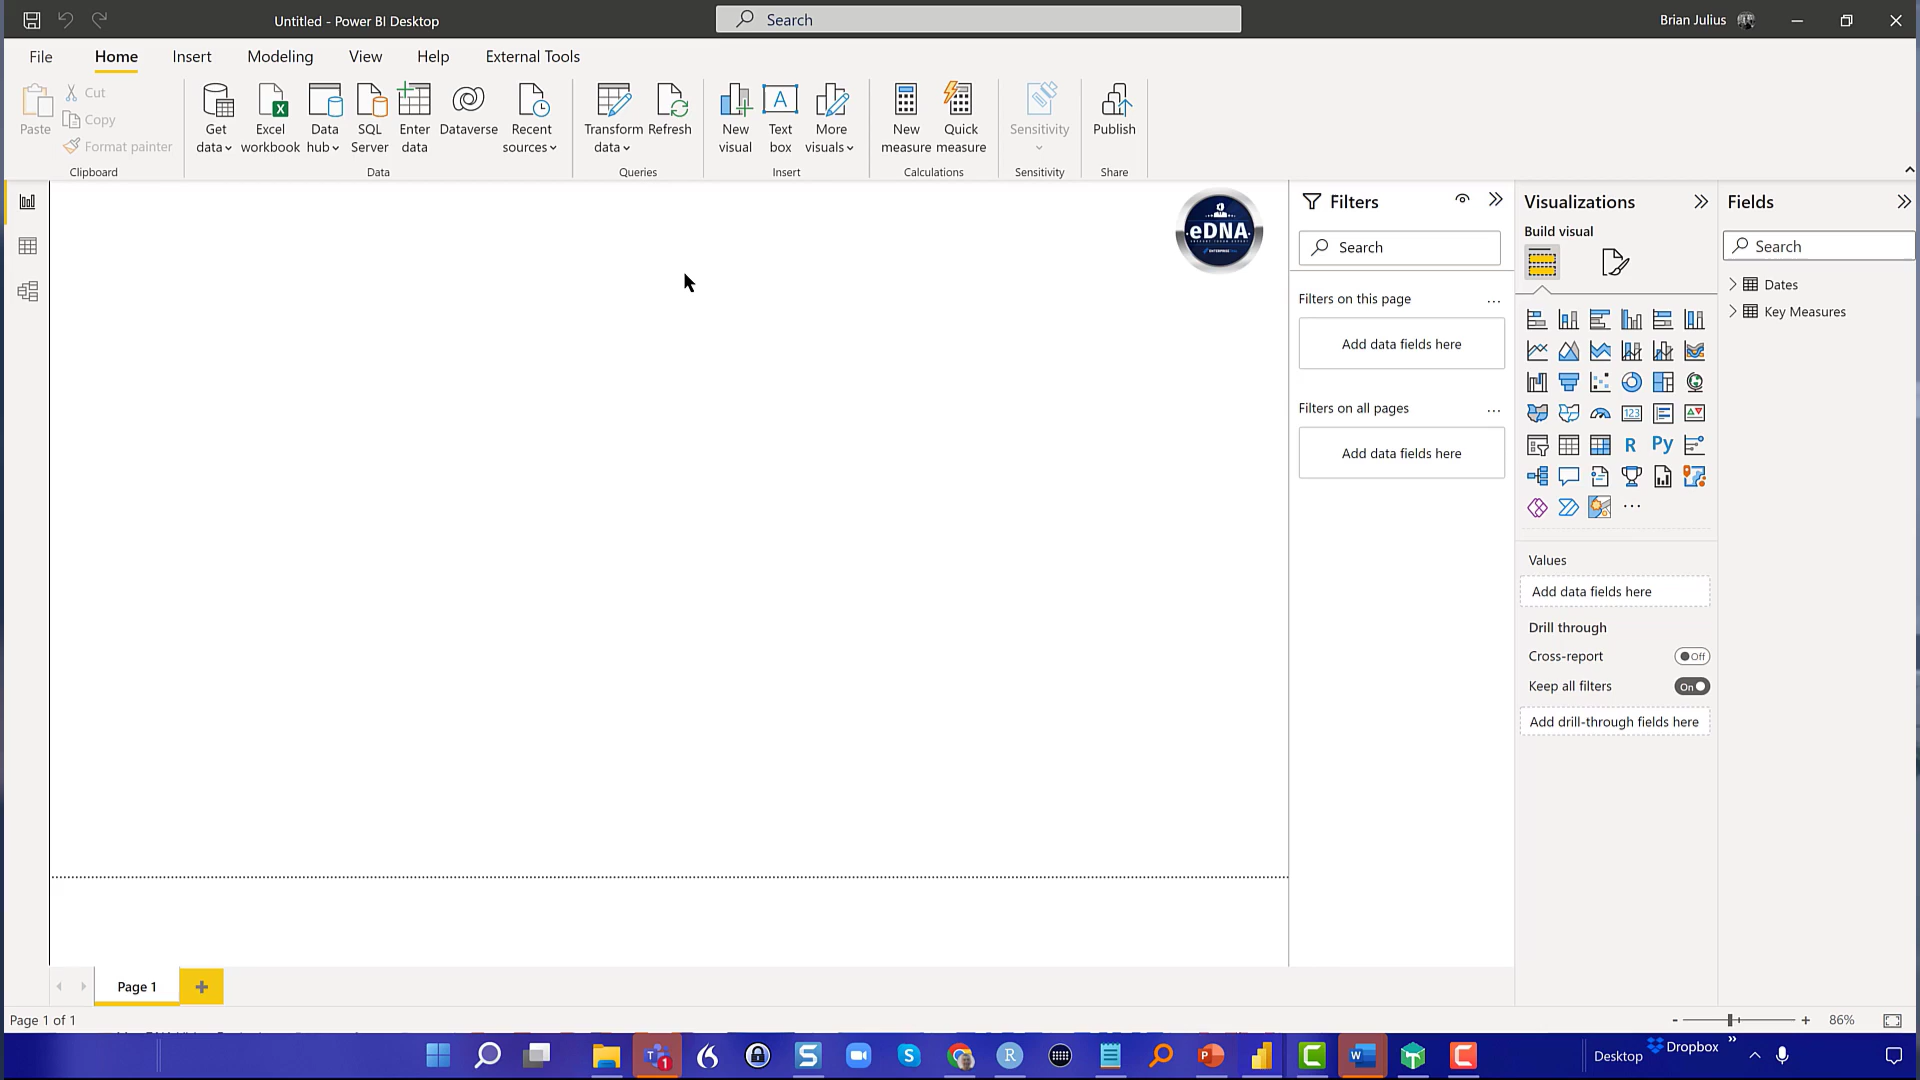 Untitled - Power BI Desktop
Search
Brian Julius
File
Home
Insert
Modeling
View
Help
External Tools
Paste
Cut
Copy
Format painter
Clipboard
Get data
Excel workbook
Data hub
SQL Server
Enter data
Dataverse
Recent sources
Data
Transform data
Refresh
Queries
New visual
Text box
More visuals
Insert
New measure
Quick measure
Calculations
Sensitivity
Sensitivity
Publish
Share
eDNA
Filters
Search
Filters on this page
...
Add data fields here
Filters on all pages
...
Add data fields here
Visualizations
Build visual
123
R
Py
...
Values
Add data fields here
Drill through
Cross-report
Off
Keep all filters
On
Add drill-through fields here
Fields
Search
Dates
Key Measures
Page 1
Page 1 of 1
86%
1
Desktop
Dropbox